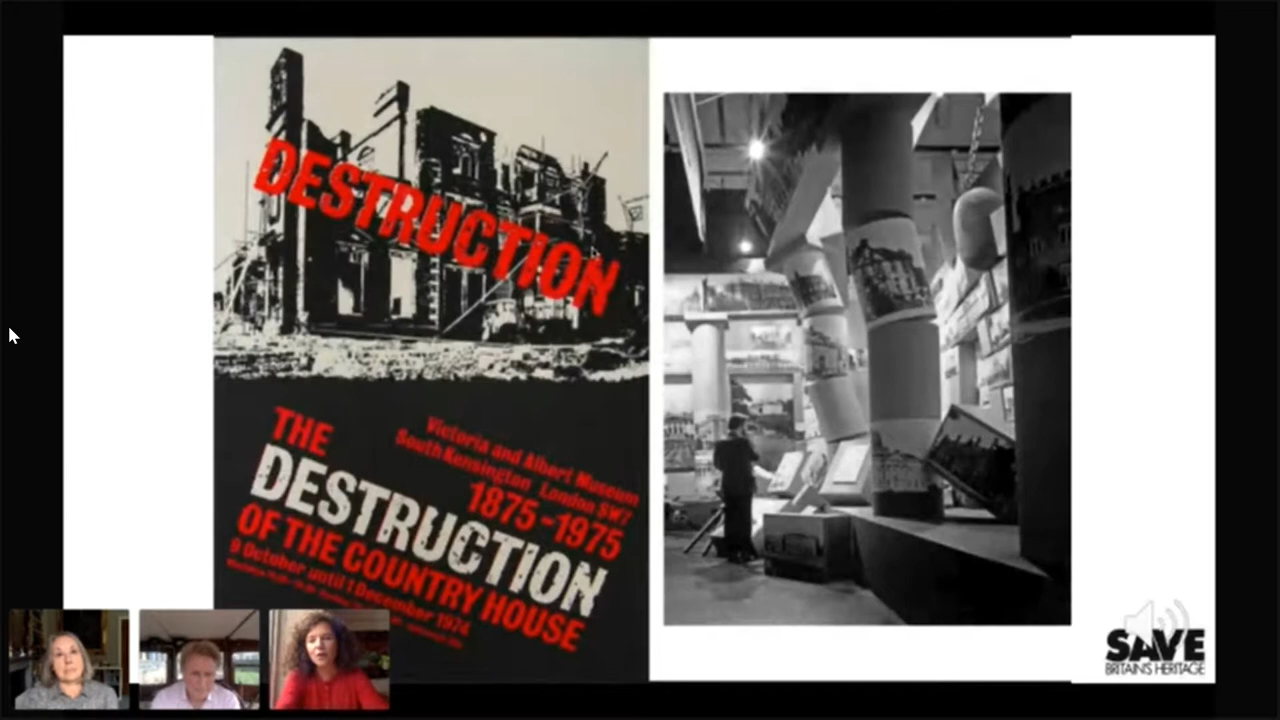 DESTRUCTION
Victoria and Albert Museum
South Kensington London SW7
1875-1975
THE
DESTRUCTION
OF THE COUNTRY HOUSE
9 October until 1 December 1974
SAVE
BRITAIN'S HERITAGE